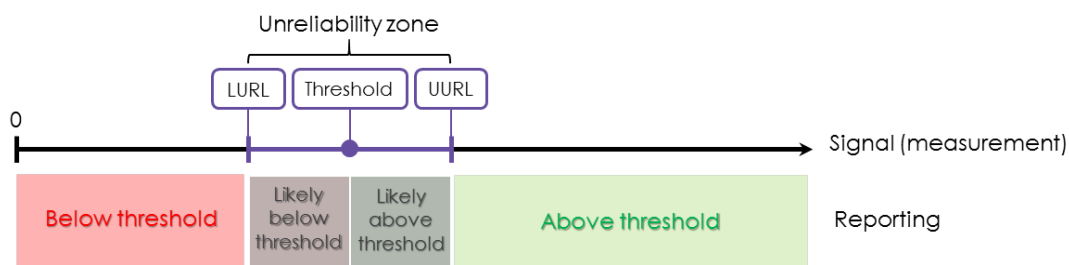 Unreliability zone
LURL
Threshold
UURL
0
Signal (measurement)
Below threshold
Likely
below
threshold
Likely
above
threshold
Above threshold
Reporting